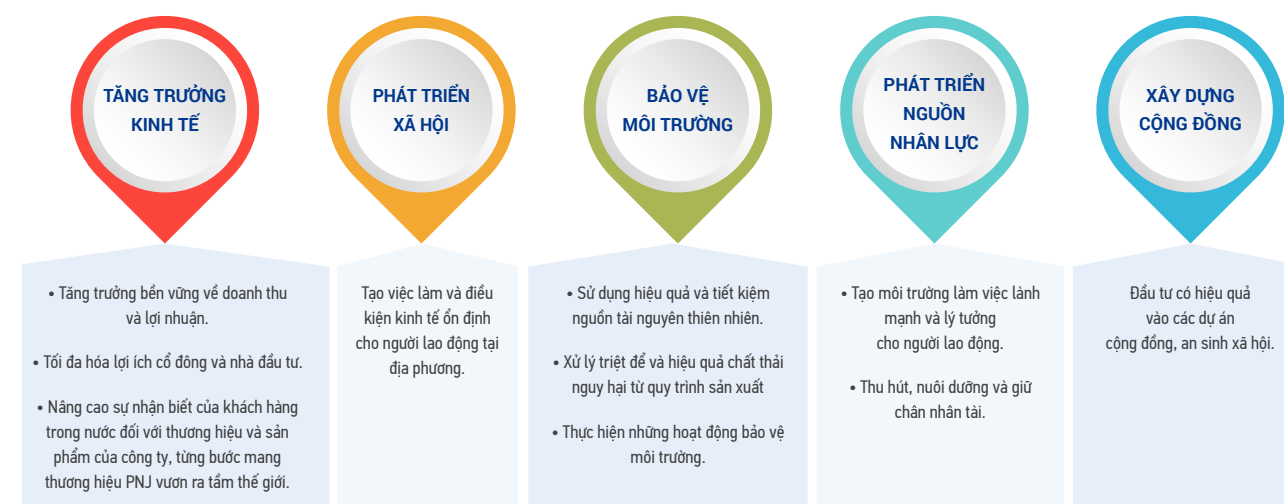 TĂNG TRƯỞNG
KINH TẾ
• Tăng trưởng bền vững về doanh thu
và lợi nhuận.
• Tối đa hóa lợi ích cổ đông và nhà đầu tư.
• Nâng cao sự nhận biết của khách hàng
trong nước đối với thương hiệu và sản
phẩm của công ty, từng bước mang
thương hiệu PNJ vươn ra tầm thế giới.
PHÁT TRIỂN
XÃ HỘI
Tạo việc làm và điều
kiện kinh tế ổn định
cho người lao động tại
địa phương.
BẢO VỆ
MÔI TRƯỜNG
• Sử dụng hiệu quả và tiết kiệm
nguồn tài nguyên thiên nhiên.
• Xử lý triệt để và hiệu quả chất thải
nguy hại từ quy trình sản xuất
• Thực hiện những hoạt động bảo vệ
môi trường.
PHÁT TRIỂN
NGUỒN
NHÂN LỰC
• Tạo môi trường làm việc lành
mạnh và lý tưởng
cho người lao động.
• Thu hút, nuôi dưỡng và giữ
chân nhân tài.
XÂY DỰNG
CỘNG ĐỒNG
Đầu tư có hiệu quả
vào các dự án
cộng đồng, an sinh xã hội.